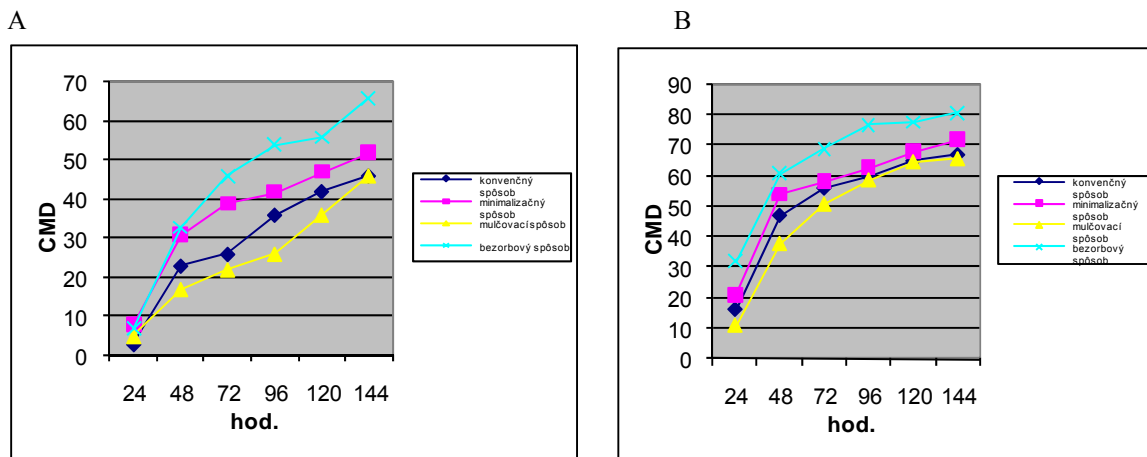 A
B
70
60
50
40
30
20
10
0
CMD
24 48 72 96 120 144
hod.
konvenčný
spôsob
minimalizačný
spôsob
mulčovací spôsob
bezorbový spôsob
90
80
70
60
50
40
30
20
10
0
CMD
24 48 72 96 120 144
hod.
konvenčný
spôsob
minimalizačný
spôsob
mulčovací
spôsob
bezorbový
spôsob